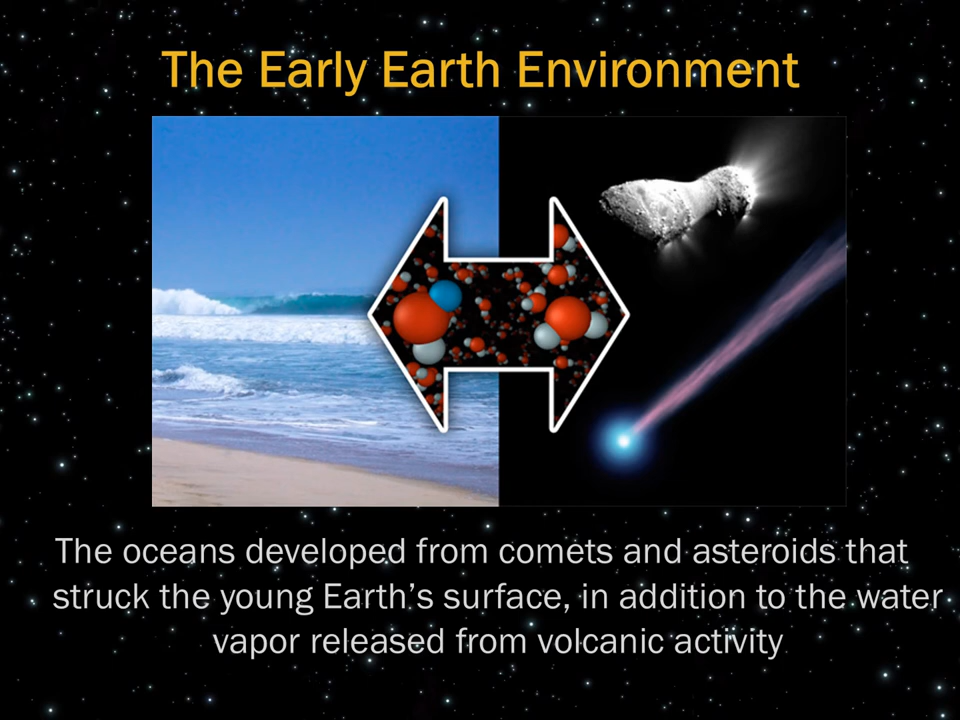 The Early Earth Environment
The oceans developed from comets and asteroids that
struck the young Earth’s surface, in addition to the water
vapor released from volcanic activity